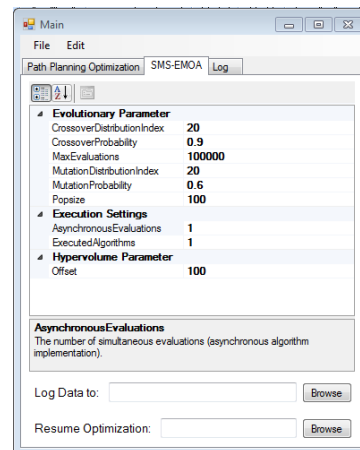 Main
File Edit
Path Planning Optimization SMS-EMOA Log
Evolutionary Parameter
CrossoverDistributionIndex 20
CrossoverProbability 0.9
MaxEvaluations 100000
MutationDistributionIndex 20
MutationProbability 0.6
Popsize 100
Execution Settings
AsynchronousEvaluations 1
ExecutedAlgorithms 1
Hypervolume Parameter
Offset 100
AsynchronousEvaluations
The number of simultaneous evaluations (asynchronous algorithm
implementation).
Log Data to: Browse
Resume Optimization: Browse